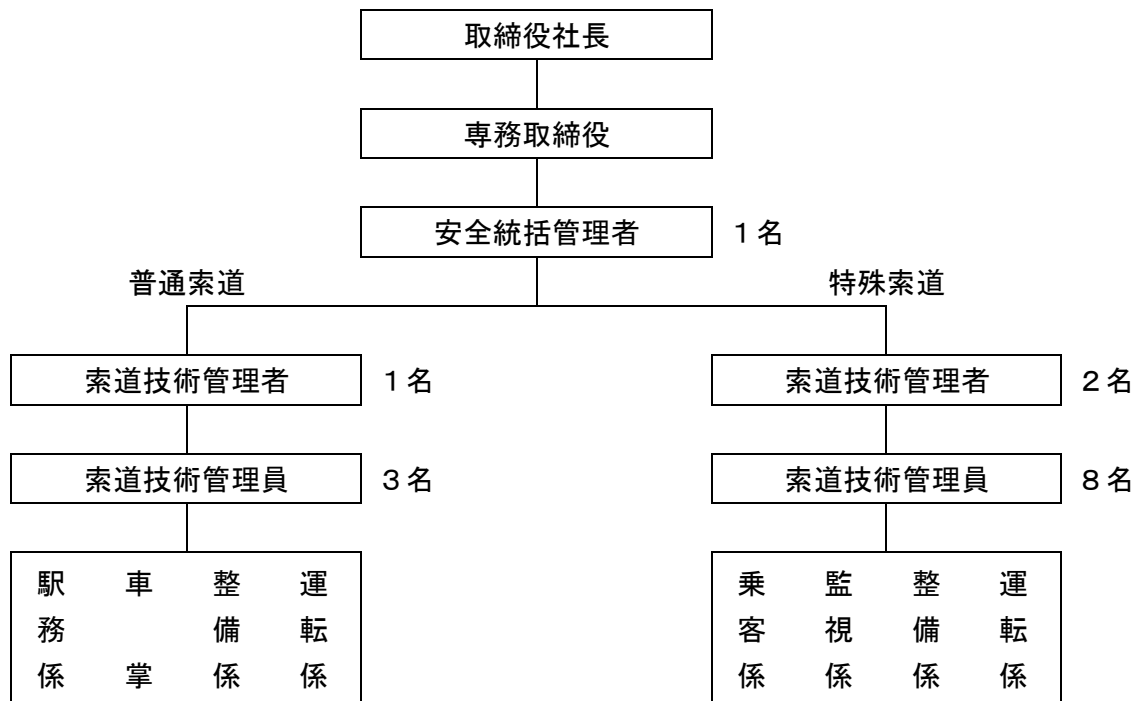 取締役社長
専務取締役
安全統括管理者 1名
普通索道 特殊索道
索道技術管理者 1名 索道技術管理者 2名
索道技術管理員 3名 索道技術管理員 8名
駅務係 車掌 整備係 運転係
乗客係 監視係 整備係 運転係